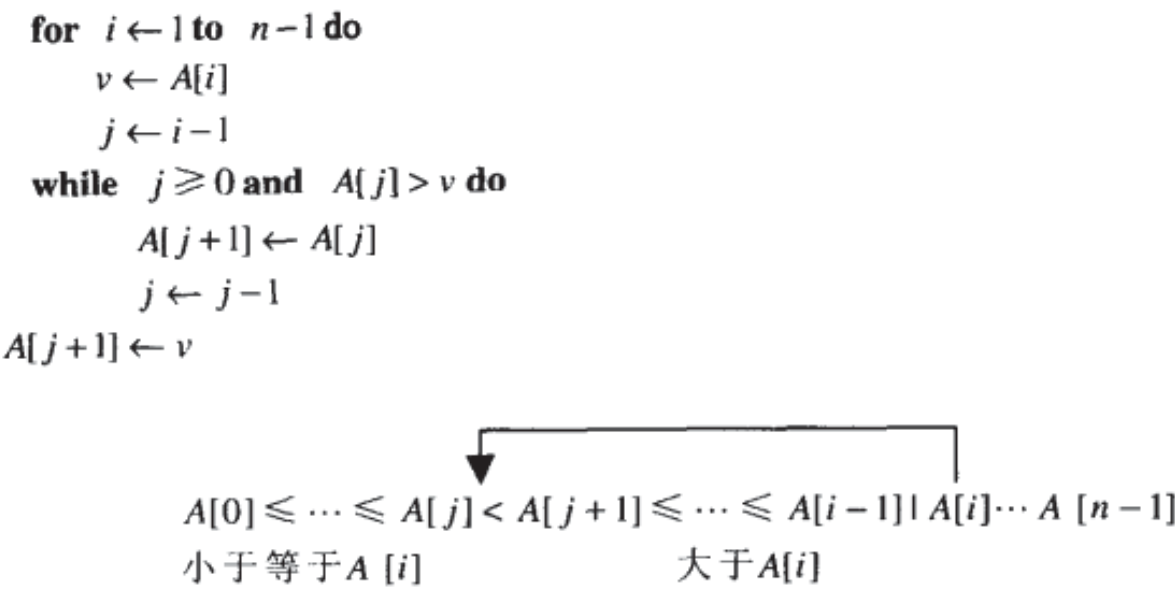 for i ← 1 to n−1 do
v ← A[i]
j ← i−1
while j ⩾ 0 and A[j] > v do
A[j+1] ← A[j]
j ← j−1
A[j+1] ← v
A[0] ⩽ ⋯ ⩽ A[j] < A[j+1] ⩽ ⋯ ⩽ A[i−1] | A[i] ⋯ A [n−1]
小于等于A [i] 大于A[i]